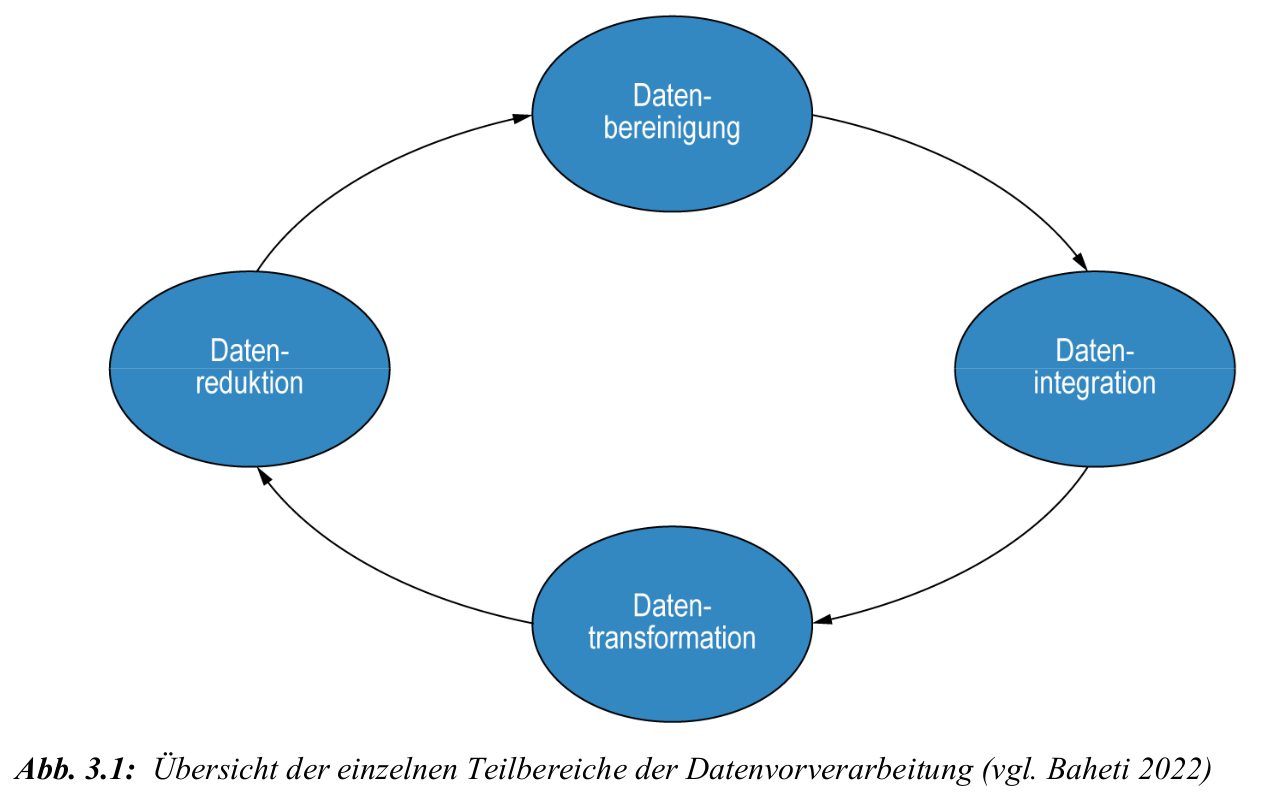 Daten-
bereinigung
Daten-
reduktion
Daten-
integration
Daten-
transformation
Abb. 3.1: Übersicht der einzelnen Teilbereiche der Datenvorverarbeitung (vgl. Baheti 2022)